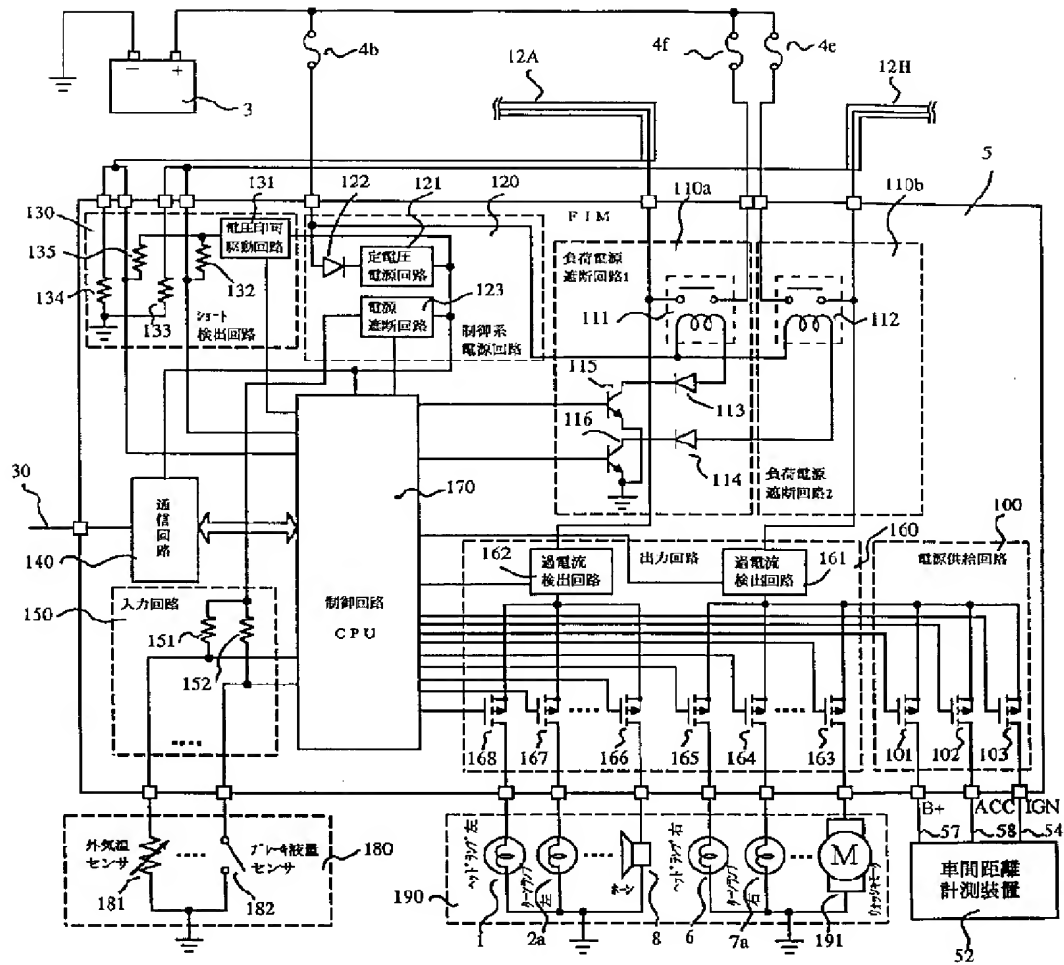 4b
4f
4e
12A
12H
− +
3
5
130
131
122
121
120
FIM
110a
110b
135
電圧印可
駆動回路
定電圧
電源回路
負荷電源
遮断回路1
134
132
133
123
111
112
ショート
検出回路
電源
遮断回路
制御系
電源回路
115
113
116
114
負荷電源
遮断回路2
30
通信回路
140
170
制御回路
CPU
162
過電流
検出回路
出力回路
過電流
検出回路
161
160
電源供給回路
100
150
入力回路
151
152
168
167
166
165
164
163
101
102
103
B+
ACC
IGN
57
58
54
外気温
センサ
181
ブレーキ液量
センサ
182
180
190
ヘッドランプ左
1
ターンランプ左
2a
ホーン
8
ヘッドランプ右
6
ターンランプ右
7a
M
ウォッシャモータ
191
車間距離
計測装置
52